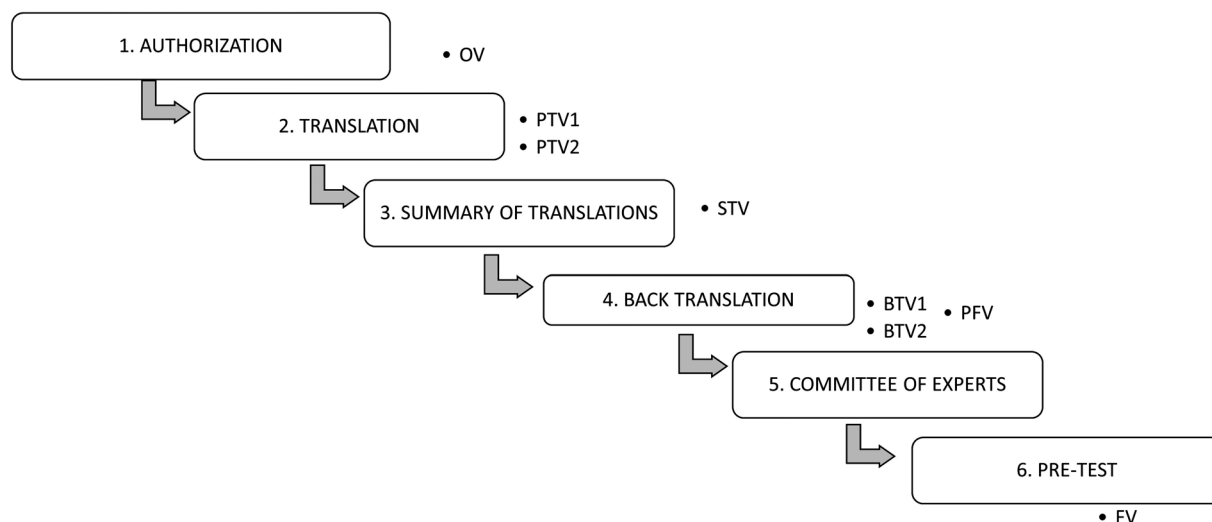 1. AUTHORIZATION
• OV
2. TRANSLATION
• PTV1
• PTV2
3. SUMMARY OF TRANSLATIONS
• STV
4. BACK TRANSLATION
• BTV1
• BTV2
• PFV
5. COMMITTEE OF EXPERTS
6. PRE-TEST
• FV